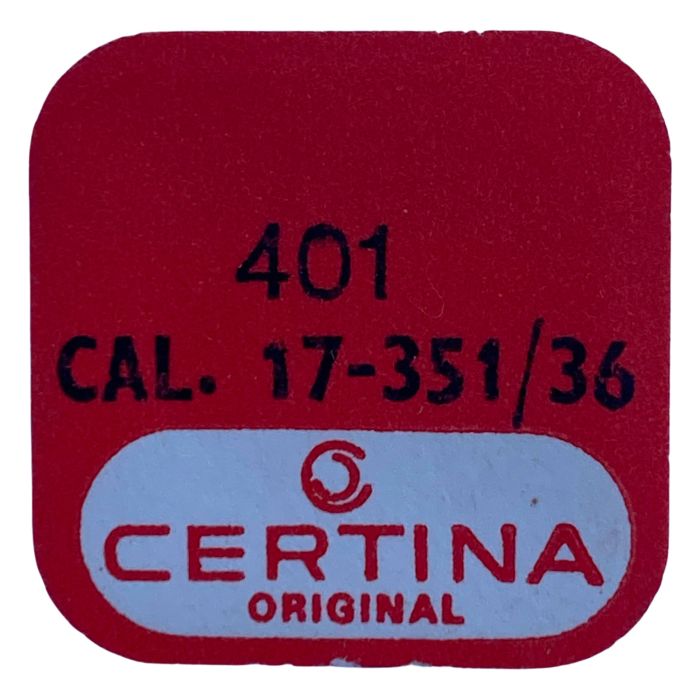 401
CAL. 17-351/36
CERTINA
ORIGINAL